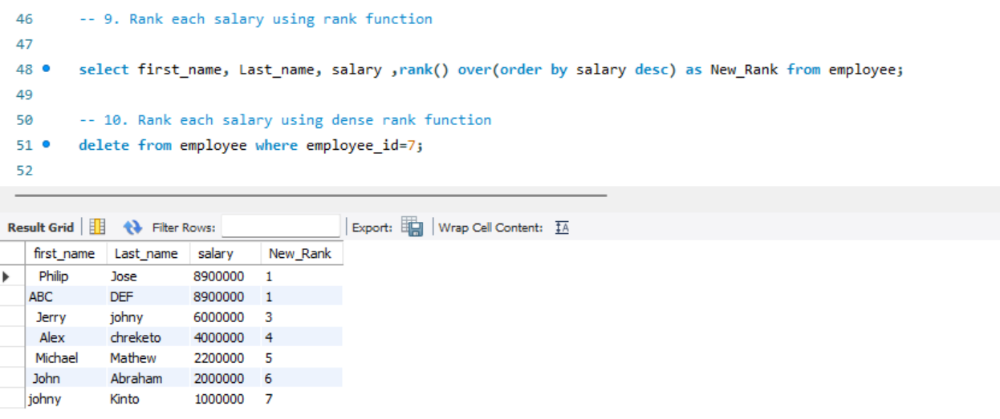 46 -- 9. Rank each salary using rank function
47
48 select first_name, Last_name, salary ,rank() over(order by salary desc) as New_Rank from employee;
49
50 -- 10. Rank each salary using dense rank function
51 delete from employee where employee_id=7;
52
Result Grid Filter Rows: Export: Wrap Cell Content: IA
first_name Last_name salary New_Rank
Philip Jose 8900000 1
ABC DEF 8900000 1
Jerry johny 6000000 3
Alex chreketo 4000000 4
Michael Mathew 2200000 5
John Abraham 2000000 6
johny Kinto 1000000 7